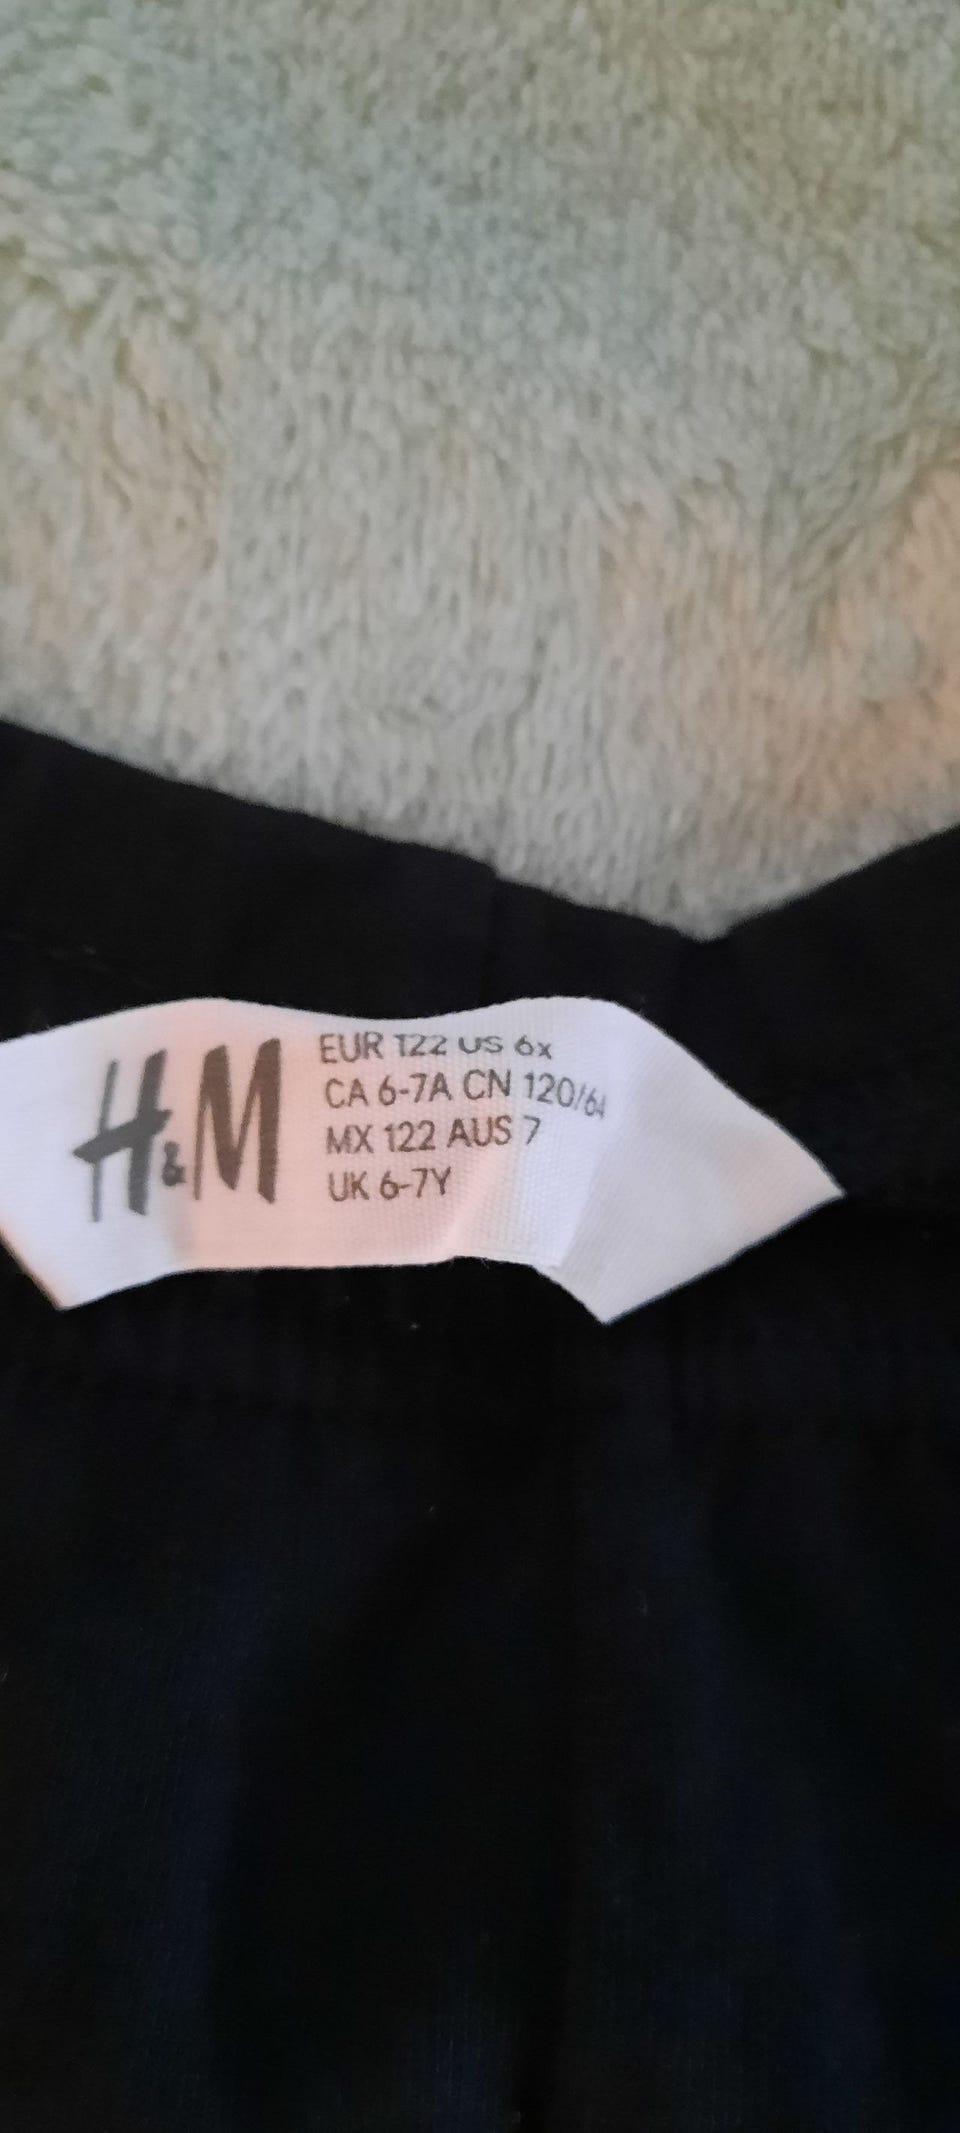 H&M
EUR 122 US 6x
CA 6-7A CN 120/64
MX 122 AUS 7
UK 6-7Y